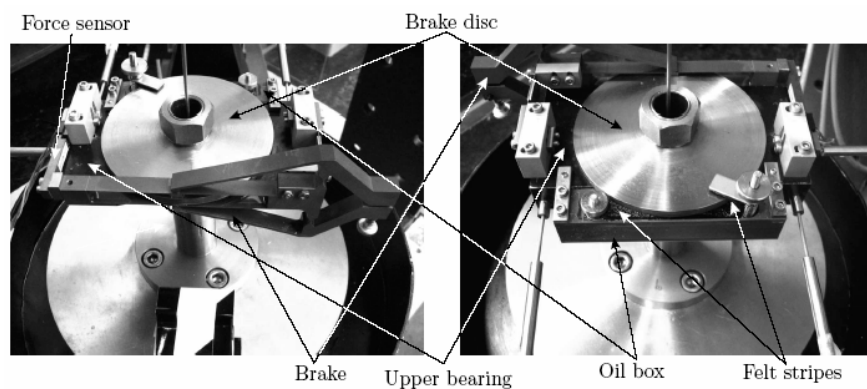 Force sensor
Brake disc
Brake
Upper bearing
Oil box
Felt stripes